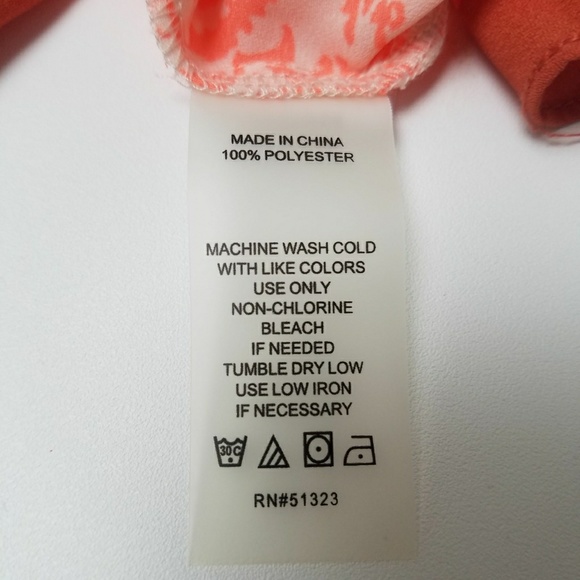 MADE IN CHINA
100% POLYESTER
MACHINE WASH COLD
WITH LIKE COLORS
USE ONLY
NON-CHLORINE
BLEACH
IF NEEDED
TUMBLE DRY LOW
USE LOW IRON
IF NECESSARY
30C
RN#51323